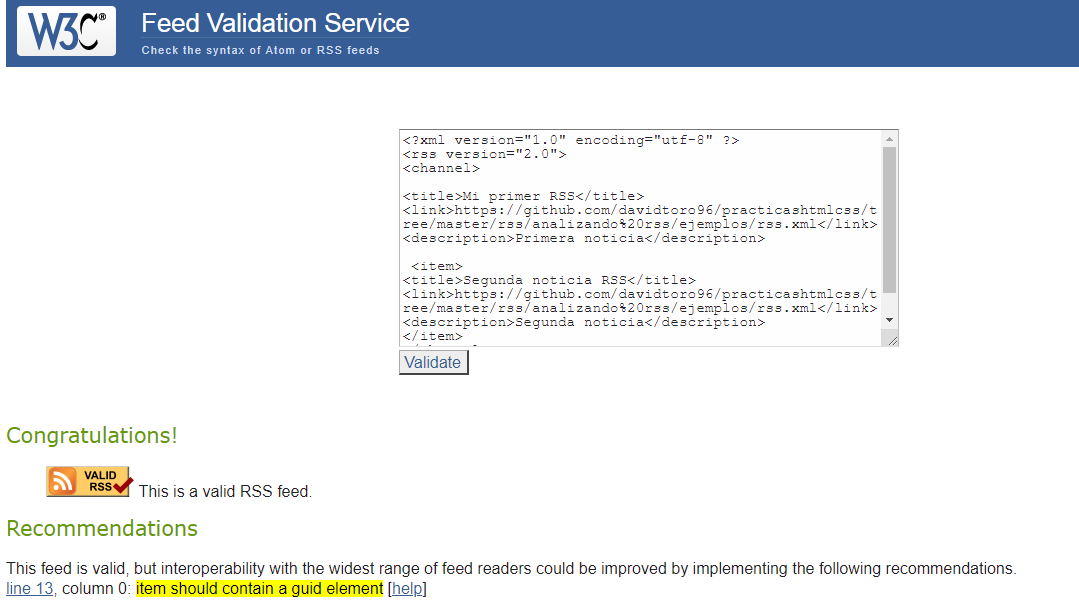 W3C® Feed Validation Service
Check the syntax of Atom or RSS feeds
<?xml version="1.0" encoding="utf-8" ?>
<rss version="2.0">
<channel>
<title>Mi primer RSS</title>
<link>https://github.com/davidtoro96/practicashtmlcss/t
ree/master/rss/analizando%20rss/ejemplos/rss.xml</link>
<description>Primera noticia</description>
<item>
<title>Segunda noticia RSS</title>
<link>https://github.com/davidtoro96/practicashtmlcss/t
ree/master/rss/analizando%20rss/ejemplos/rss.xml</link>
<description>Segunda noticia</description>
</item>
Validate
Congratulations!
VALID
RSS This is a valid RSS feed.
Recommendations
This feed is valid, but interoperability with the widest range of feed readers could be improved by implementing the following recommendations.
line 13, column 0: item should contain a guid element [help]